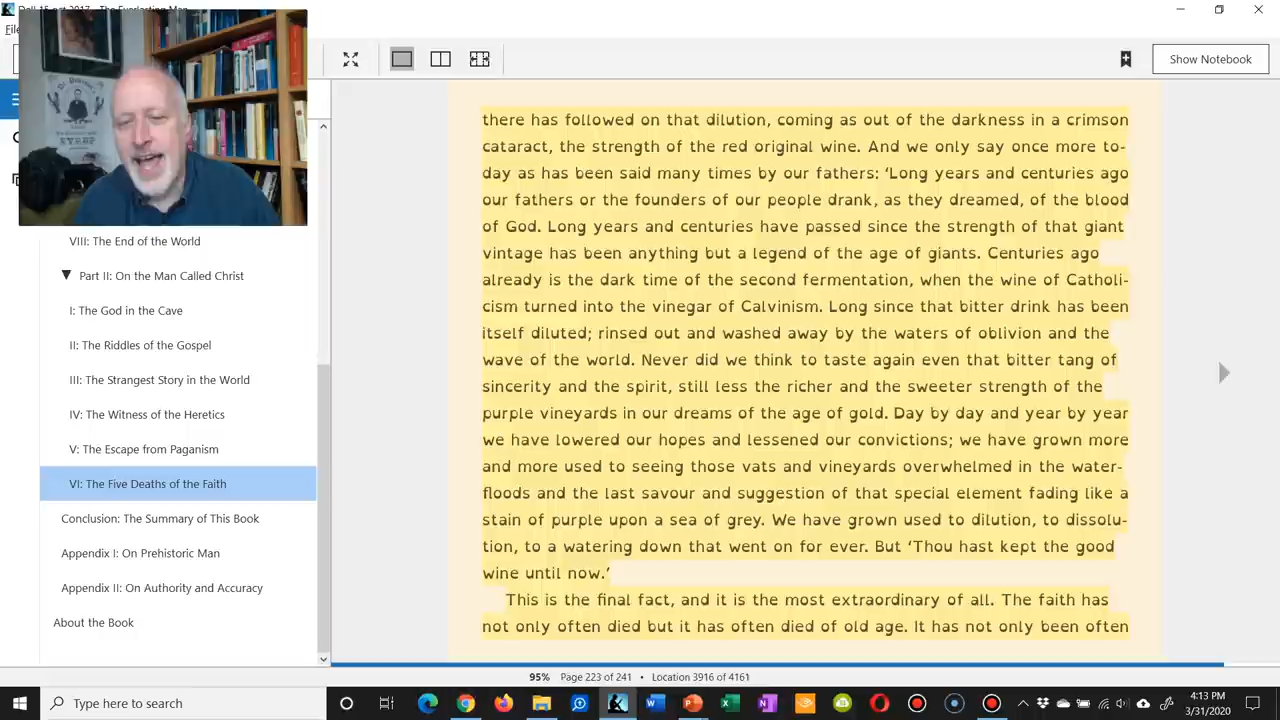 The Everlasting Man
Show Notebook
VIII: The End of the World
Part II: On the Man Called Christ
I: The God in the Cave
II: The Riddles of the Gospel
III: The Strangest Story in the World
IV: The Witness of the Heretics
V: The Escape from Paganism
VI: The Five Deaths of the Faith
Conclusion: The Summary of This Book
Appendix I: On Prehistoric Man
Appendix II: On Authority and Accuracy
About the Book
there has followed on that dilution, coming as out of the darkness in a crimson
cataract, the strength of the red original wine. And we only say once more to-
day as has been said many times by our fathers: ‘Long years and centuries ago
our fathers or the founders of our people drank, as they dreamed, of the blood
of God. Long years and centuries have passed since the strength of that giant
vintage has been anything but a legend of the age of giants. Centuries ago
already is the dark time of the second fermentation, when the wine of Catholi-
cism turned into the vinegar of Calvinism. Long since that bitter drink has been
itself diluted; rinsed out and washed away by the waters of oblivion and the
wave of the world. Never did we think to taste again even that bitter tang of
sincerity and the spirit, still less the richer and the sweeter strength of the
purple vineyards in our dreams of the age of gold. Day by day and year by year
we have lowered our hopes and lessened our convictions; we have grown more
and more used to seeing those vats and vineyards overwhelmed in the water-
floods and the last savour and suggestion of that special element fading like a
stain of purple upon a sea of grey. We have grown used to dilution, to dissolu-
tion, to a watering down that went on for ever. But ‘Thou hast kept the good
wine until now.’
This is the final fact, and it is the most extraordinary of all. The faith has
not only often died but it has often died of old age. It has not only been often
95% Page 223 of 241 • Location 3916 of 4161
Type here to search
4:13 PM
3/31/2020